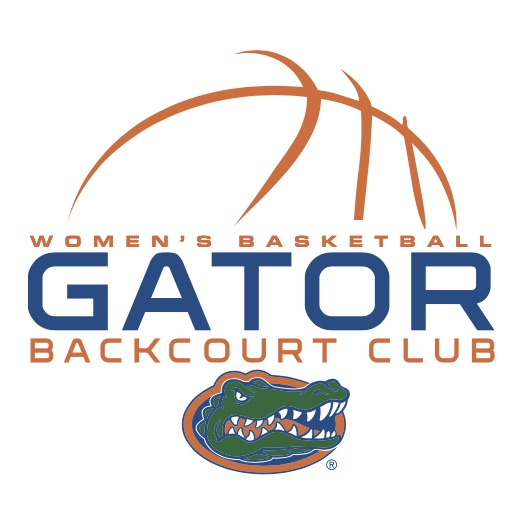 WOMEN'S BASKETBALL
GATOR
BACKCOURT CLUB
®